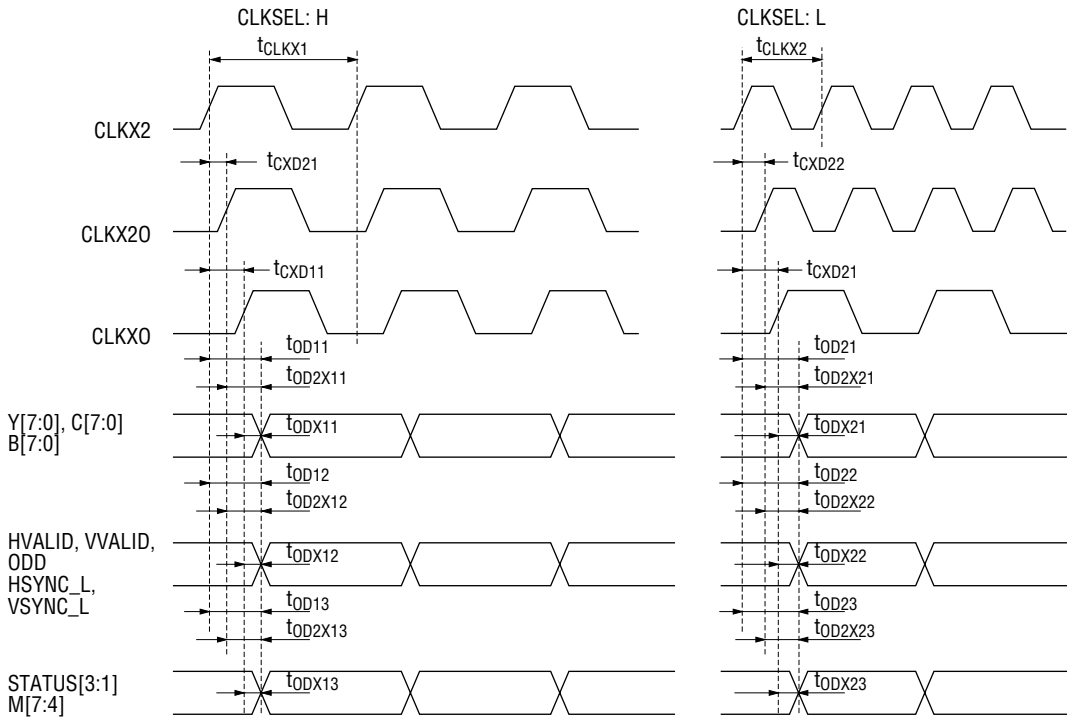 CLKSEL: H CLKSEL: L
tCLKX1 tCLKX2
CLKX2
tCXD21 tCXD22
CLKX2O
tCXD11 tCXD21
CLKXO
tOD11 tOD21
tOD2X11 tOD2X21
Y[7:0], C[7:0]
B[7:0]
tODX11 tODX21
tOD12 tOD22
tOD2X12 tOD2X22
HVALID, VVALID,
ODD
HSYNC_L,
VSYNC_L
tODX12 tODX22
tOD13 tOD23
tOD2X13 tOD2X23
STATUS[3:1]
M[7:4]
tODX13 tODX23